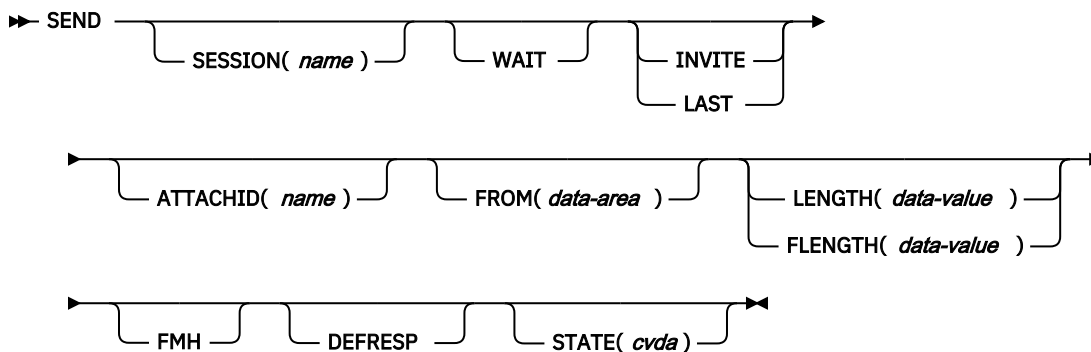 SEND SESSION( name ) WAIT INVITE
LAST
ATTACHID( name ) FROM( data-area ) LENGTH( data-value )
FLENGTH( data-value )
FMH DEFRESP STATE( cvda )